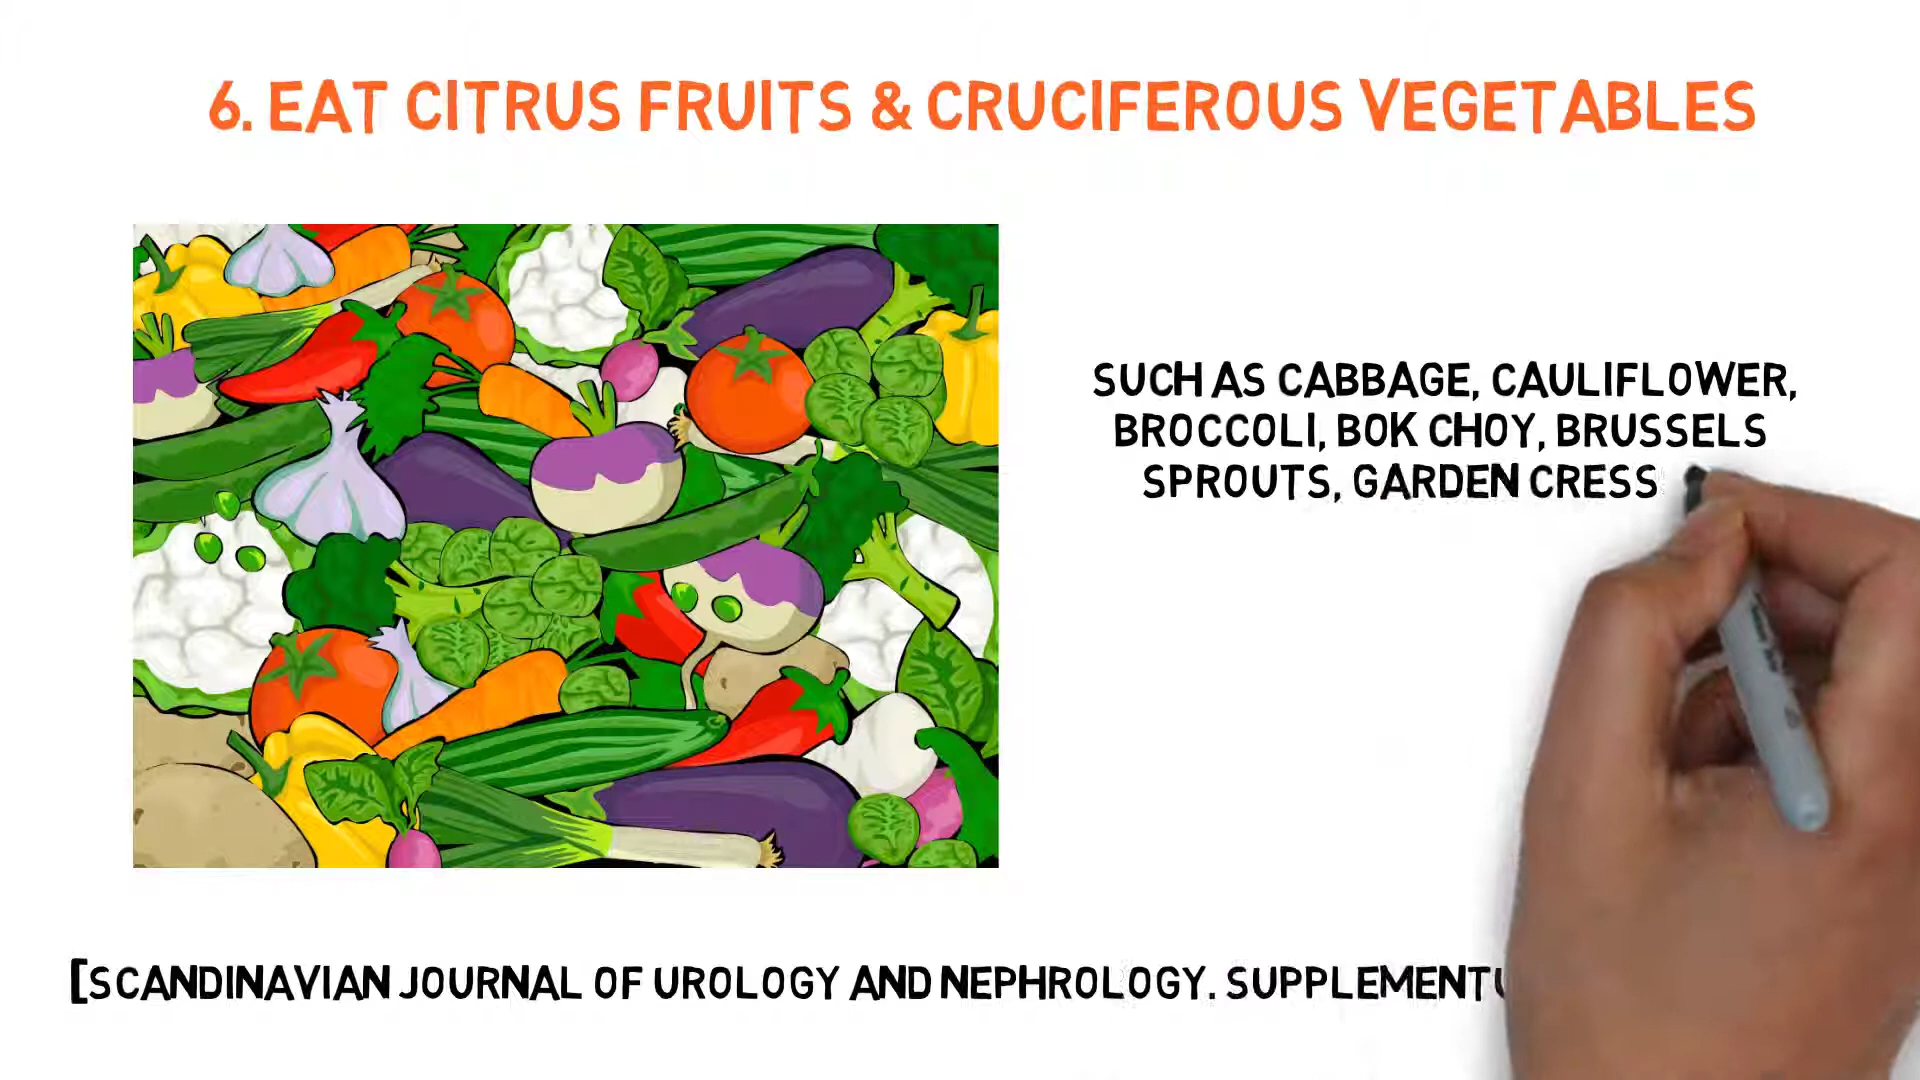 6. EAT CITRUS FRUITS & CRUCIFEROUS VEGETABLES
SUCH AS CABBAGE, CAULIFLOWER,
BROCCOLI, BOK CHOY, BRUSSELS
SPROUTS, GARDEN CRESS
[SCANDINAVIAN JOURNAL OF UROLOGY AND NEPHROLOGY.